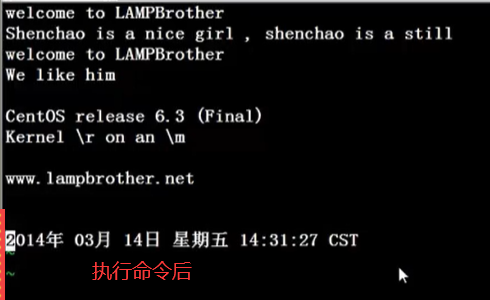 welcome to LAMPBrother
Shenchao is a nice girl , shenchao is a still
welcome to LAMPBrother
We like him
CentOS release 6.3 (Final)
Kernel \r on an \m
www.lampbrother.net
2014年 03月 14日 星期五 14:31:27 CST
~
~ 执行命令后